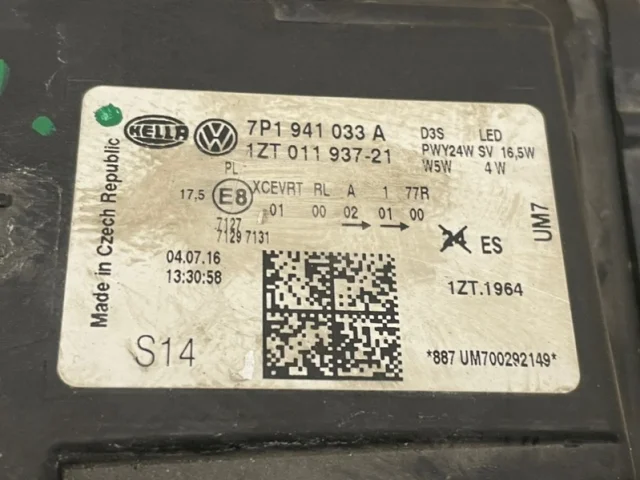 HELLA
7P1 941 033 A
1ZT 011 937-21
D3S LED
PWY24W SV 16,5W
W5W 4W
PL
17,5 E8
XCEVRT RL A 1 77R
01 00 02 01 00
7127
7129 7131
Made in Czech Republic
04.07.16
13:30:58
ES
UM7
1ZT.1964
S14
*887 UM700292149*